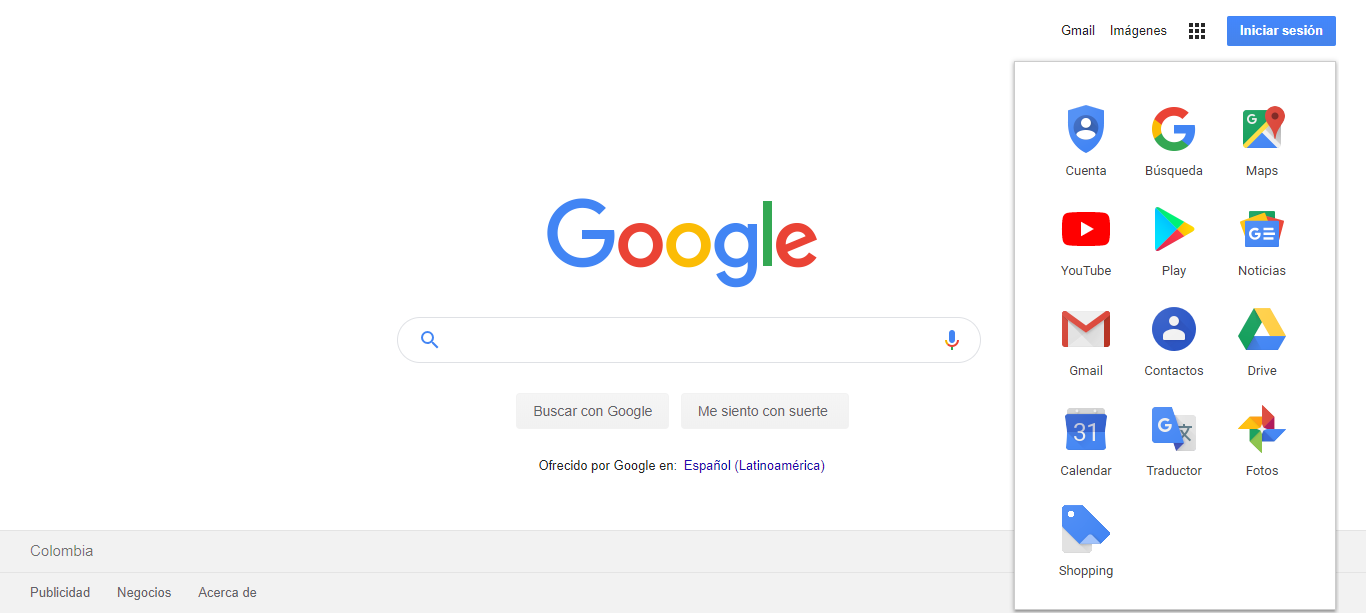 Gmail Imágenes Iniciar sesión
Google
Buscar con Google Me siento con suerte
Ofrecido por Google en: Español (Latinoamérica)
Cuenta Búsqueda Maps
YouTube Play Noticias
Gmail Contactos Drive
31
Calendar Traductor Fotos
Shopping
Colombia
Publicidad Negocios Acerca de